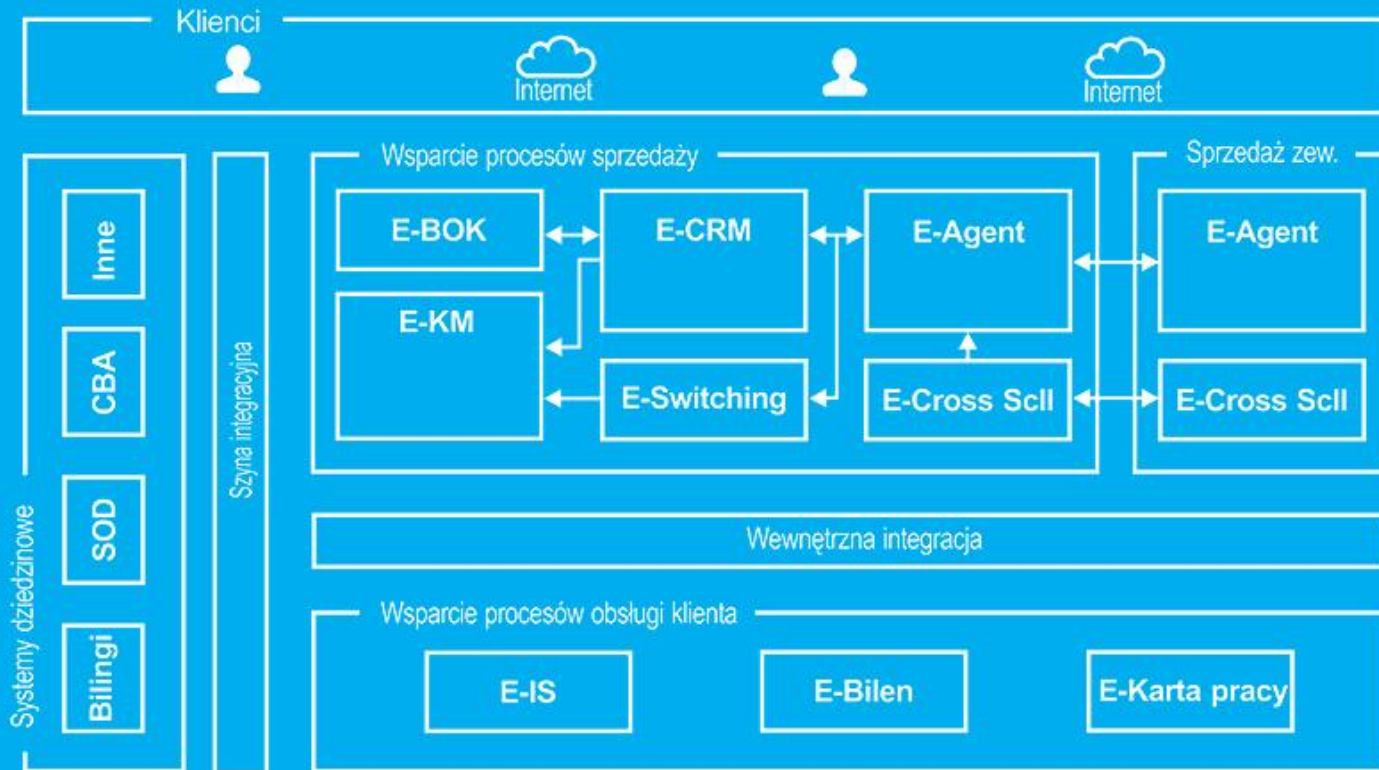 Klienci
Internet
Internet
Systemy dziedzinowe
Inne
CBA
SOD
Bilingi
Szyna integracyjna
Wsparcie procesów sprzedaży
E-BOK
E-CRM
E-Agent
E-KM
E-Switching
E-Cross Scll
Sprzedaż zew.
E-Agent
E-Cross Scll
Wewnętrzna integracja
Wsparcie procesów obsługi klienta
E-IS
E-Bilen
E-Karta pracy